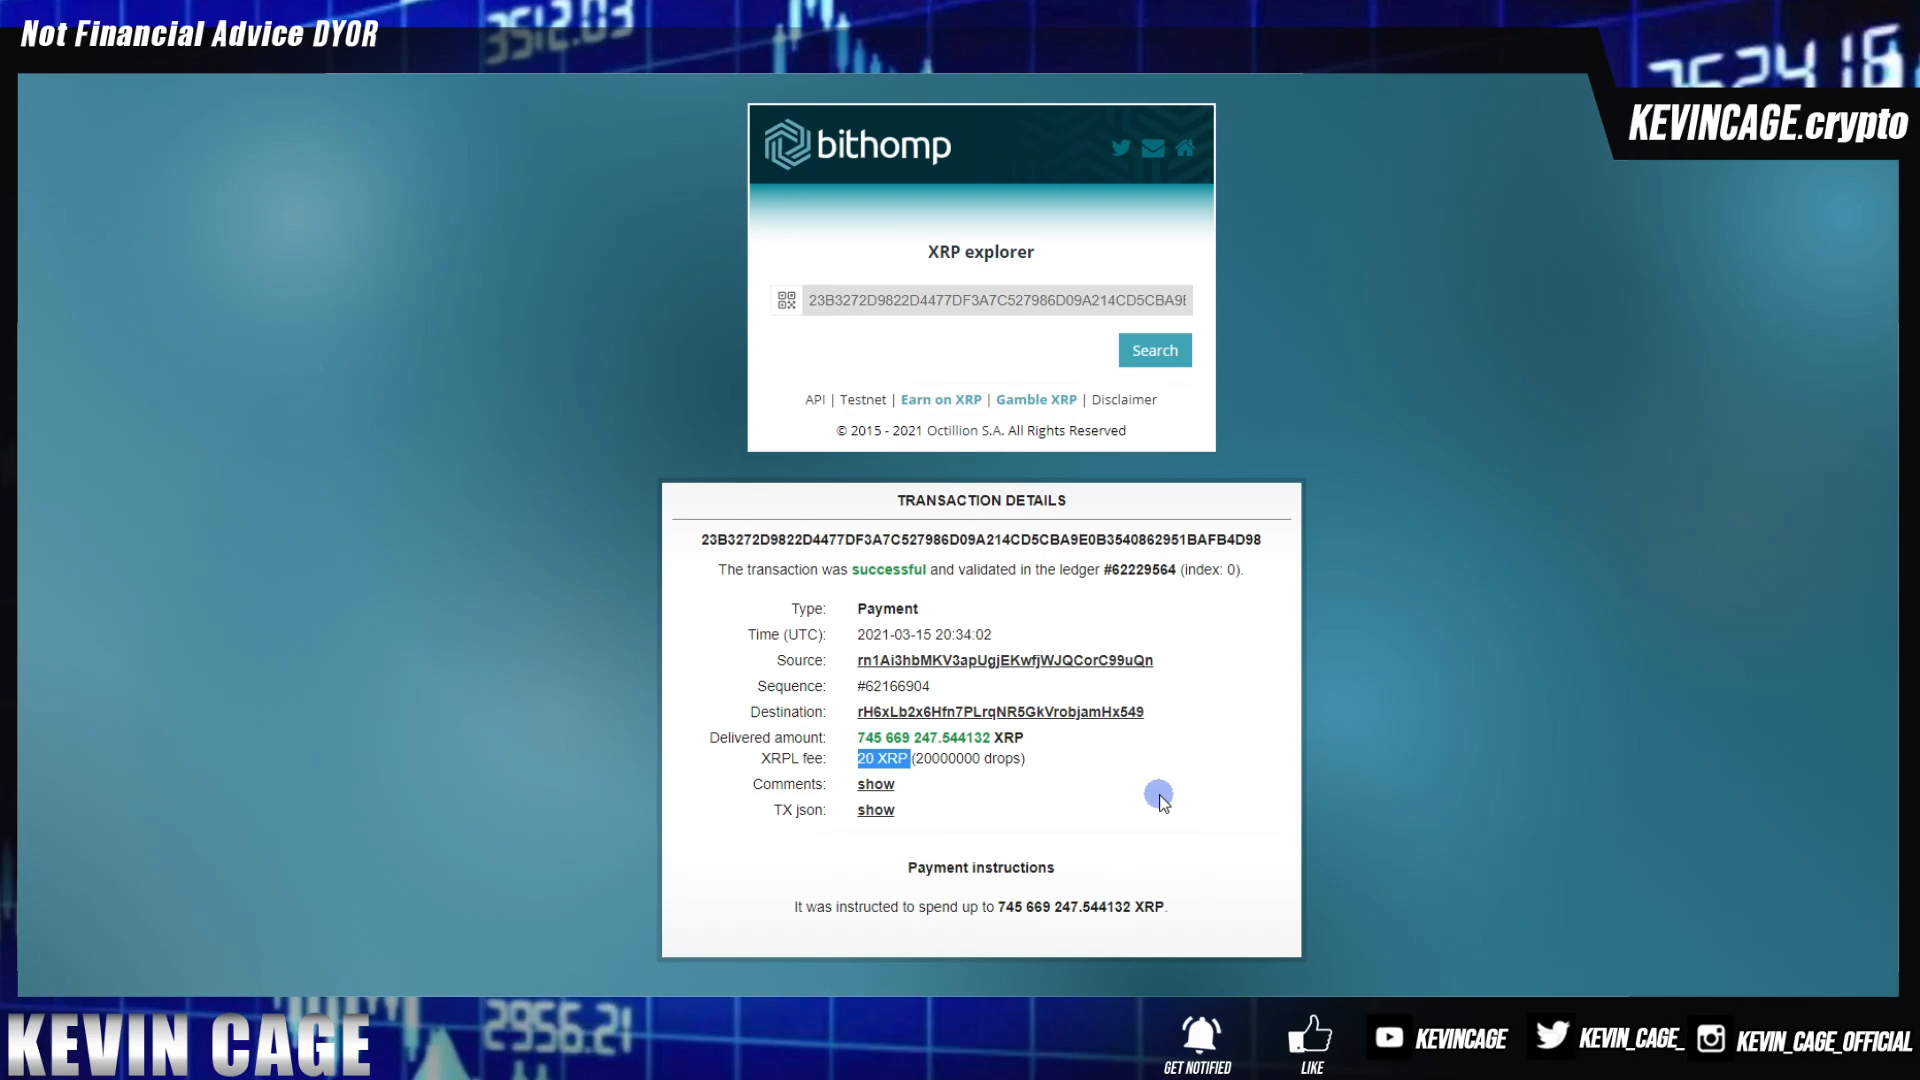 Not Financial Advice DYOR
3512.03
KEVINCAGE.crypto
bithomp
XRP explorer
23B3272D9822D4477DF3A7C527986D09A214CD5CBA9E
Search
API | Testnet | Earn on XRP | Gamble XRP | Disclaimer
© 2015 - 2021 Octillion S.A. All Rights Reserved
TRANSACTION DETAILS
23B3272D9822D4477DF3A7C527986D09A214CD5CBA9E0B3540862951BAFB4D98
The transaction was successful and validated in the ledger #62229564 (index: 0).
Type: Payment
Time (UTC): 2021-03-15 20:34:02
Source: rn1Ai3hbMKV3apUgjEKwfjWJQCorC99uQn
Sequence: #62166904
Destination: rH6xLb2x6Hfn7PLrqNR5GkVrobjamHx549
Delivered amount: 745 669 247.544132 XRP
XRPL fee: 20 XRP (20000000 drops)
Comments: show
TX json: show
Payment instructions
It was instructed to spend up to 745 669 247.544132 XRP.
KEVIN CAGE
2956.21
GET NOTIFIED
LIKE
KEVINCAGE
KEVIN_CAGE_
KEVIN_CAGE_OFFICIAL